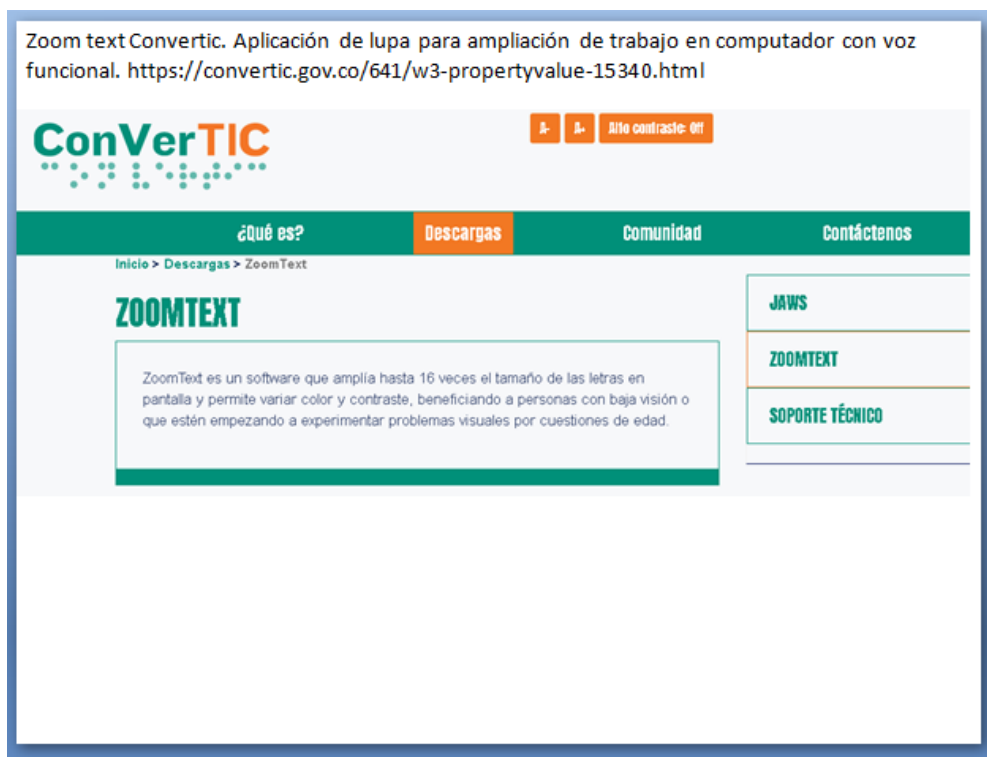 Zoom text Convertic. Aplicación de lupa para ampliación de trabajo en computador con voz
funcional. https://convertic.gov.co/641/w3-propertyvalue-15340.html
ConVerTIC
A- A+ Alto contraste: Off
¿Qué es? Descargas Comunidad Contáctenos
Inicio > Descargas > ZoomText
ZOOMTEXT
ZoomText es un software que amplía hasta 16 veces el tamaño de las letras en
pantalla y permite variar color y contraste, beneficiando a personas con baja visión o
que estén empezando a experimentar problemas visuales por cuestiones de edad.
JAWS
ZOOMTEXT
SOPORTE TÉCNICO